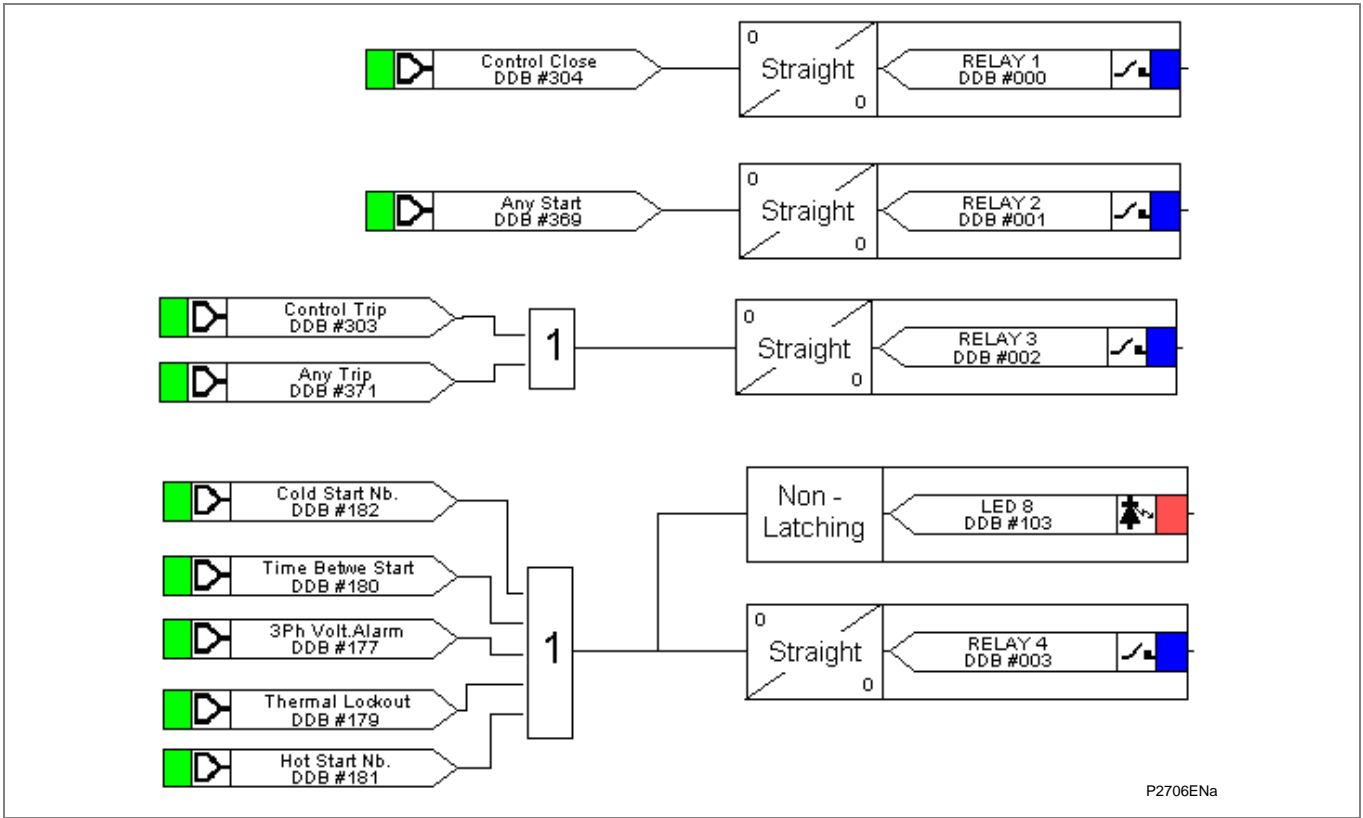 Control Close
DDB #304
0
Straight
0
RELAY 1
DDB #000
Any Start
DDB #369
0
Straight
0
RELAY 2
DDB #001
Control Trip
DDB #303
Any Trip
DDB #371
1
0
Straight
0
RELAY 3
DDB #002
Cold Start Nb.
DDB #182
Time Betwe Start
DDB #180
3Ph Volt.Alarm
DDB #177
Thermal Lockout
DDB #179
Hot Start Nb.
DDB #181
1
Non -
Latching
LED 8
DDB #103
0
Straight
0
RELAY 4
DDB #003
P2706ENa